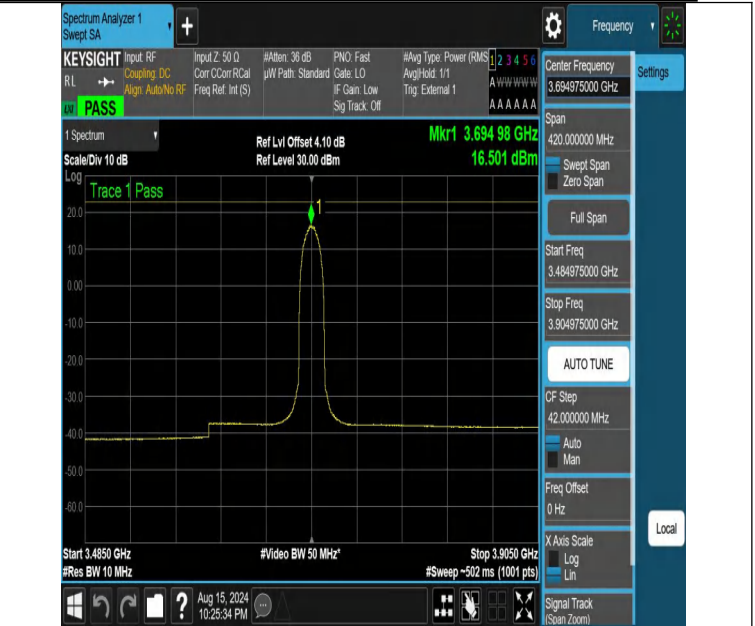 Spectrum Analyzer 1
Swept SA
+
Frequency
KEYSIGHT
RL
PASS
Input: RF
Coupling: DC
Align: Auto/No RF
Input Z: 50 Ω
Corr CCorr RCal
Freq Ref: Int (S)
#Atten: 36 dB
µW Path: Standard
PNO: Fast
Gate: LO
IF Gain: Low
Sig Track: Off
#Avg Type: Power (RMS
Avg|Hold: 1/1
Trig: External 1
1 2 3 4 5 6
A W W W W W
A A A A A A
1 Spectrum
Scale/Div 10 dB
Ref Lvl Offset 4.10 dB
Ref Level 30.00 dBm
Mkr1 3.694 98 GHz
16.501 dBm
Log
Trace 1 Pass
1
20.0
10.0
0.00
-10.0
-20.0
-30.0
-40.0
-50.0
-60.0
Start 3.4850 GHz
#Res BW 10 MHz
#Video BW 50 MHz*
Stop 3.9050 GHz
#Sweep ~502 ms (1001 pts)
Center Frequency
3.694975000 GHz
Settings
Span
420.000000 MHz
Swept Span
Zero Span
Full Span
Start Freq
3.484975000 GHz
Stop Freq
3.904975000 GHz
AUTO TUNE
CF Step
42.000000 MHz
Auto
Man
Freq Offset
0 Hz
X Axis Scale
Log
Lin
Local
Signal Track
(Span Zoom)
?
Aug 15, 2024
10:25:34 PM